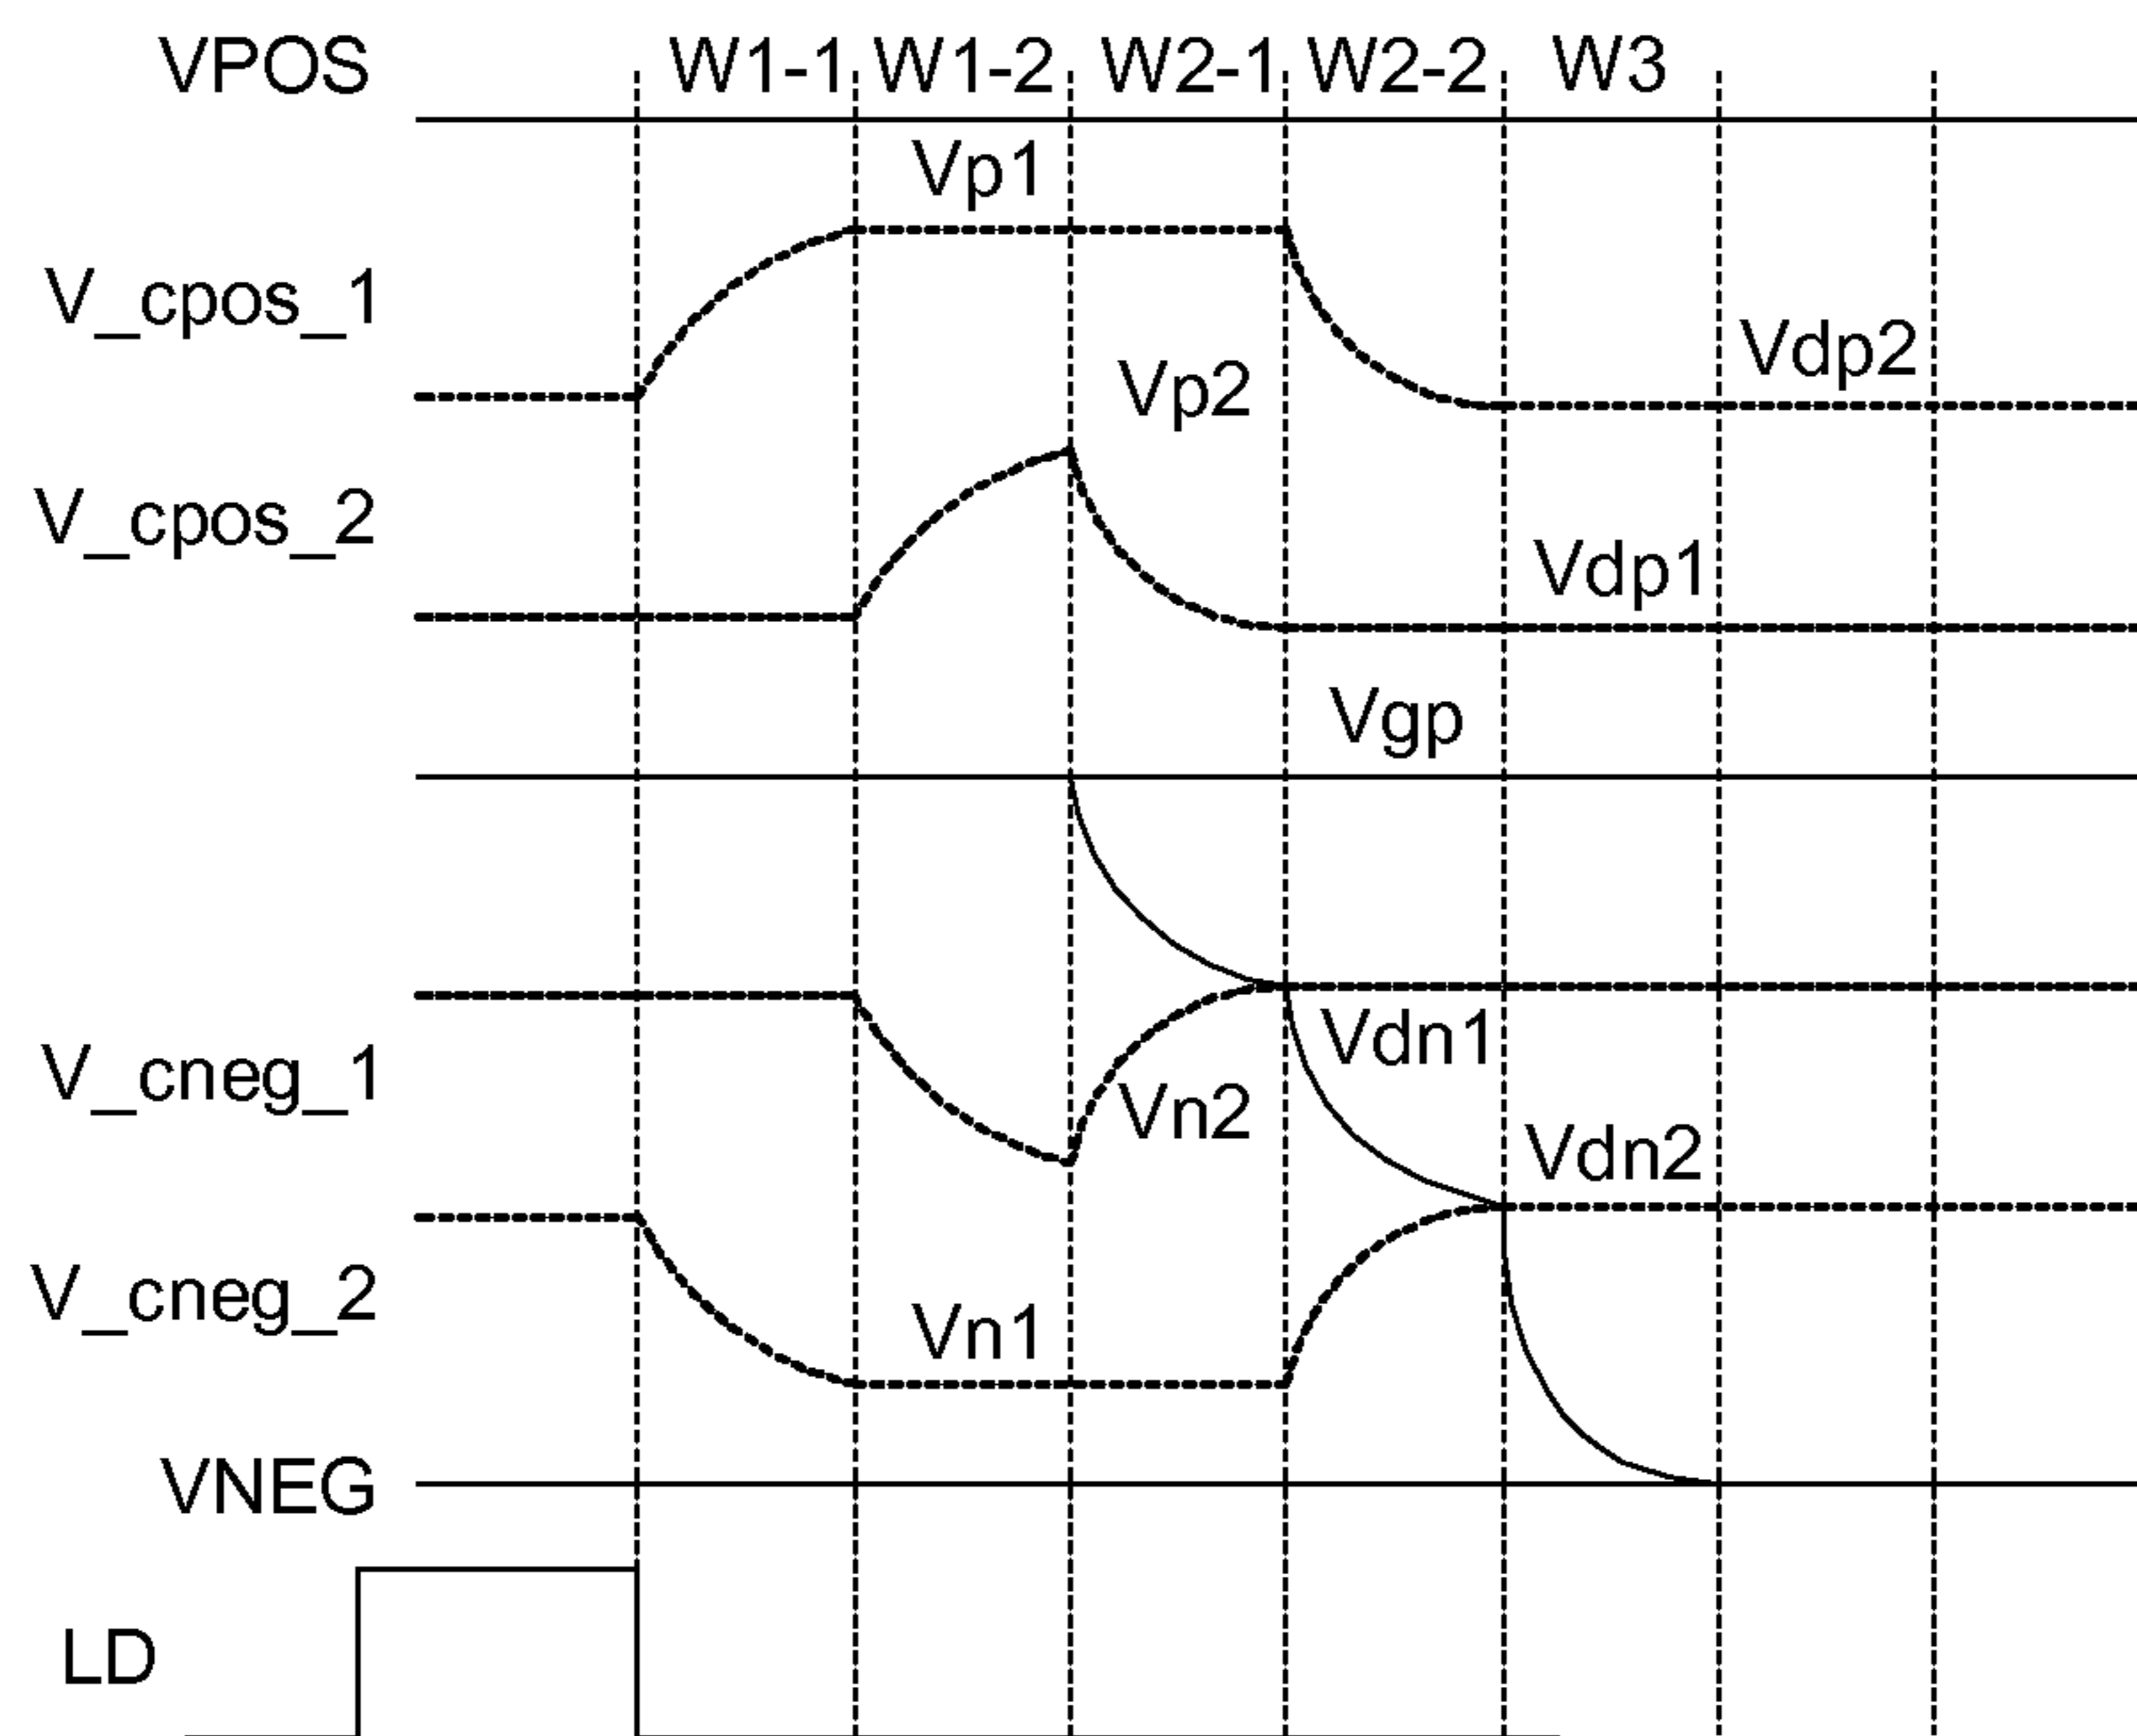 VPOS W1-1 W1-2 W2-1 W2-2 W3
Vp1
V_cpos_1
Vdp2
Vp2
V_cpos_2
Vdp1
Vgp
Vdn1
V_cneg_1
Vn2
Vdn2
V_cneg_2
Vn1
VNEG
LD